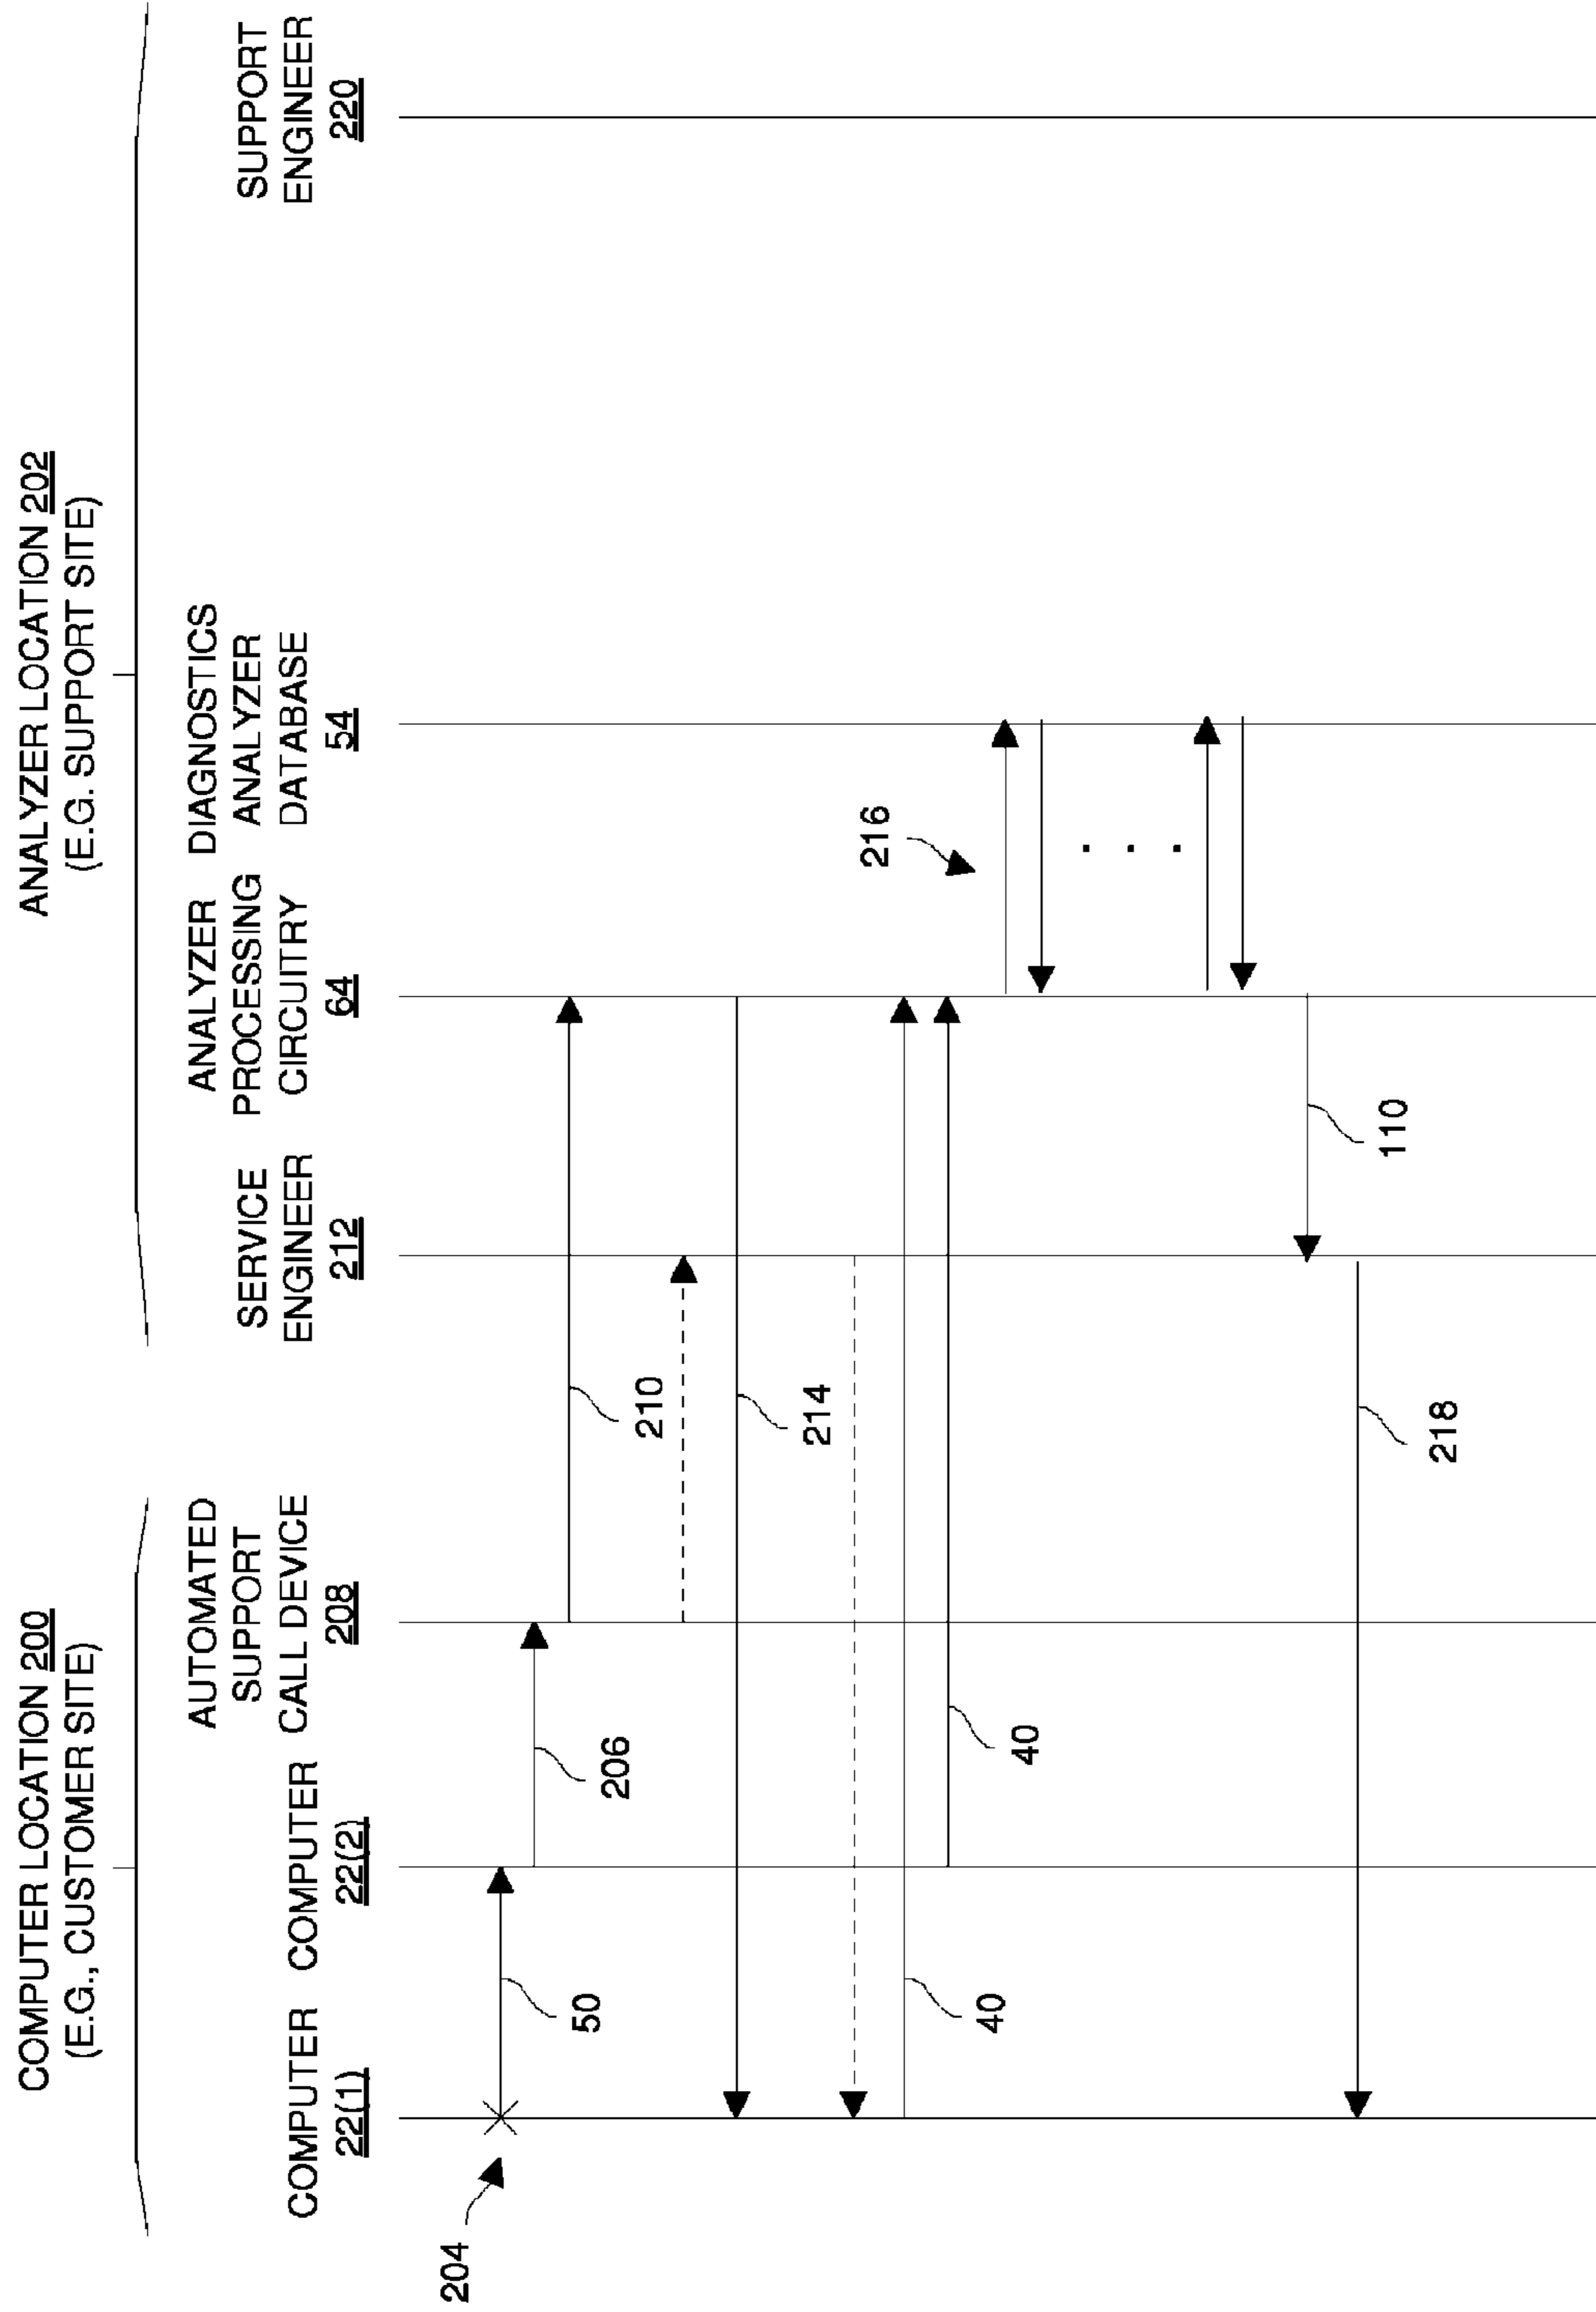 COMPUTER LOCATION 200
(E.G., CUSTOMER SITE)
ANALYZER LOCATION 202
(E.G. SUPPORT SITE)
COMPUTER
22(1)
COMPUTER
22(2)
AUTOMATED
SUPPORT
CALL DEVICE
208
SERVICE
ENGINEER
212
ANALYZER
PROCESSING
CIRCUITRY
64
DIAGNOSTICS
ANALYZER
DATABASE
54
SUPPORT
ENGINEER
220
204
50
206
210
214
216
40
40
110
218